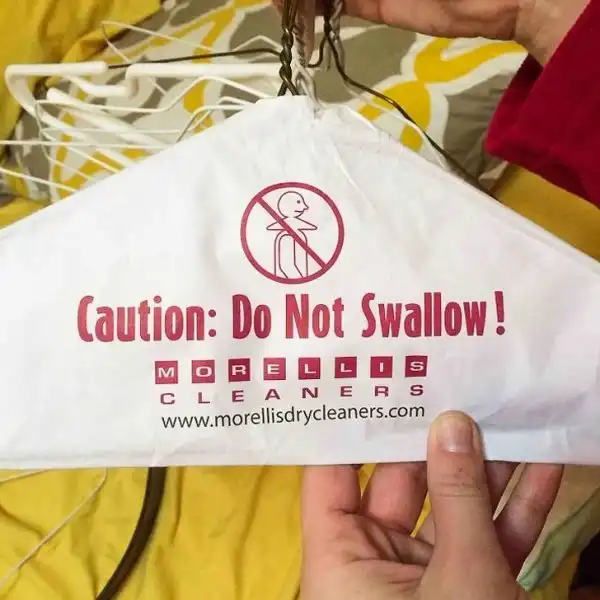 Caution: Do Not Swallow!
MORELLIS
CLEANERS
www.morellisdrycleaners.com